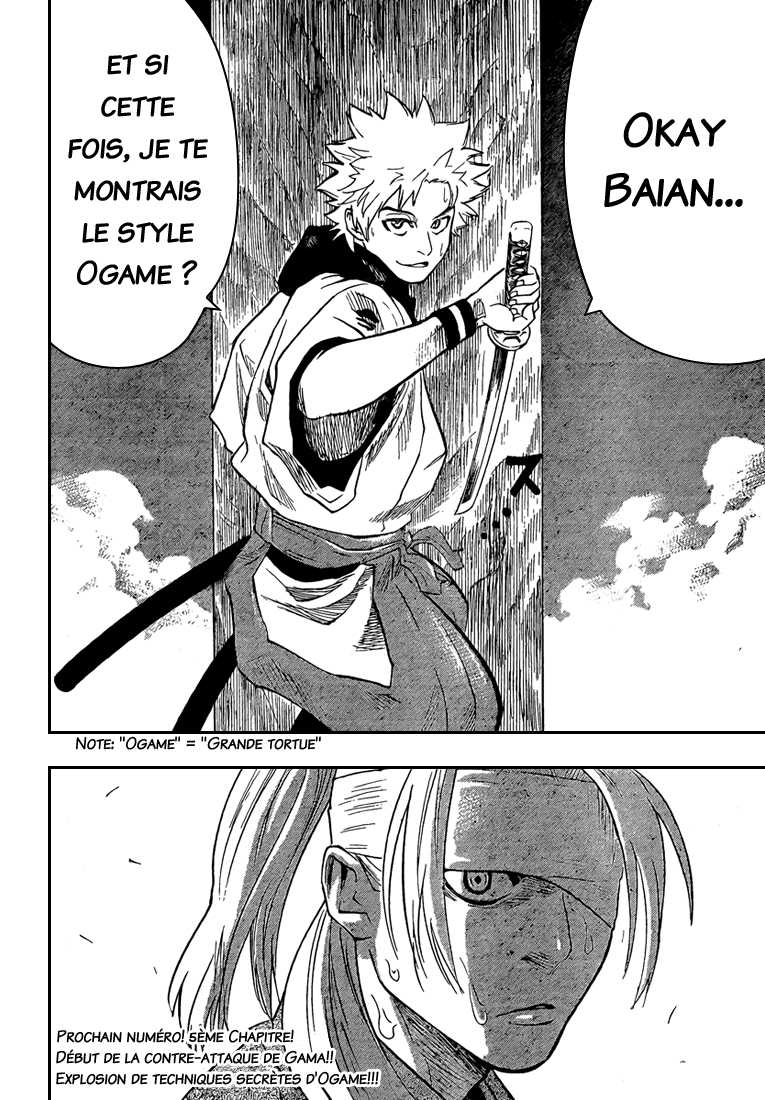 Okay
Baian...
Et si
cette
fois, je te
montrais
le style
Ogame ?
ス
...
Note: "Ogame" = "Grande tortue"
Prochain numéro! 5ème Chapitre!
Début de la contre-attaque de Gama!!
Explosion de techniques secrètes d'Ogame!!!